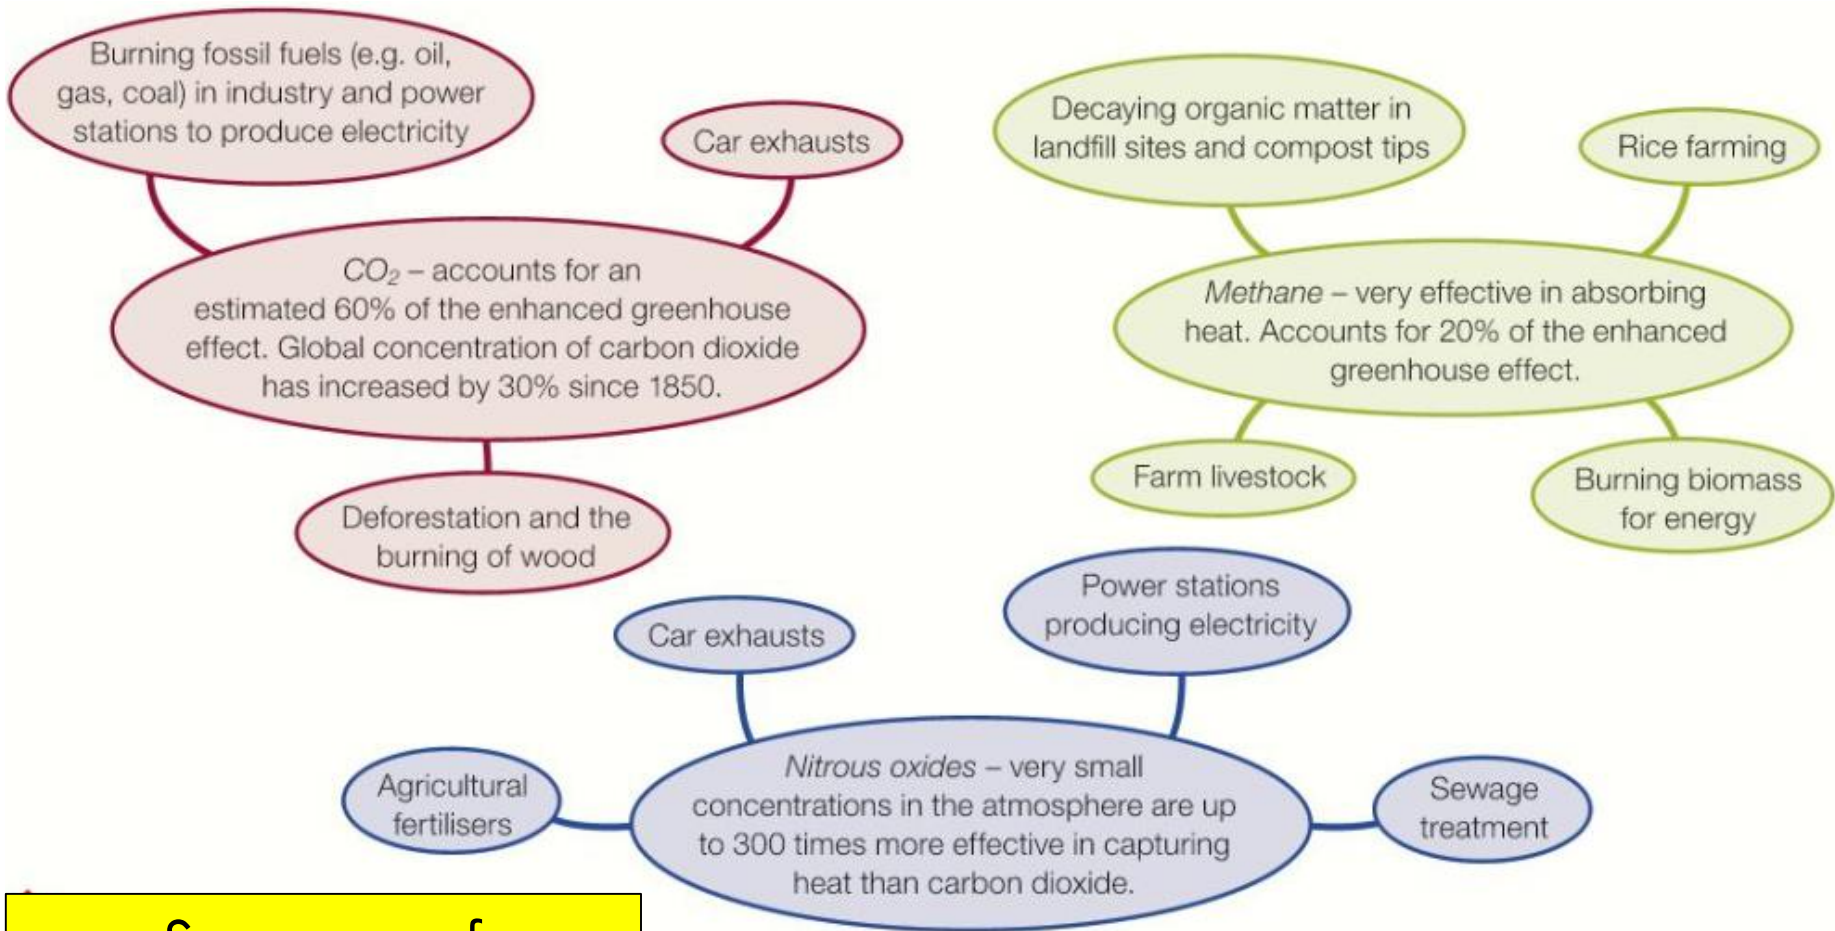 Burning fossil fuels (e.g. oil,
gas, coal) in industry and power
stations to produce electricity
Car exhausts
CO₂ – accounts for an
estimated 60% of the enhanced greenhouse
effect. Global concentration of carbon dioxide
has increased by 30% since 1850.
Deforestation and the
burning of wood
Decaying organic matter in
landfill sites and compost tips
Rice farming
Methane – very effective in absorbing
heat. Accounts for 20% of the enhanced
greenhouse effect.
Farm livestock
Burning biomass
for energy
Car exhausts
Power stations
producing electricity
Agricultural
fertilisers
Nitrous oxides – very small
concentrations in the atmosphere are up
to 300 times more effective in capturing
heat than carbon dioxide.
Sewage
treatment